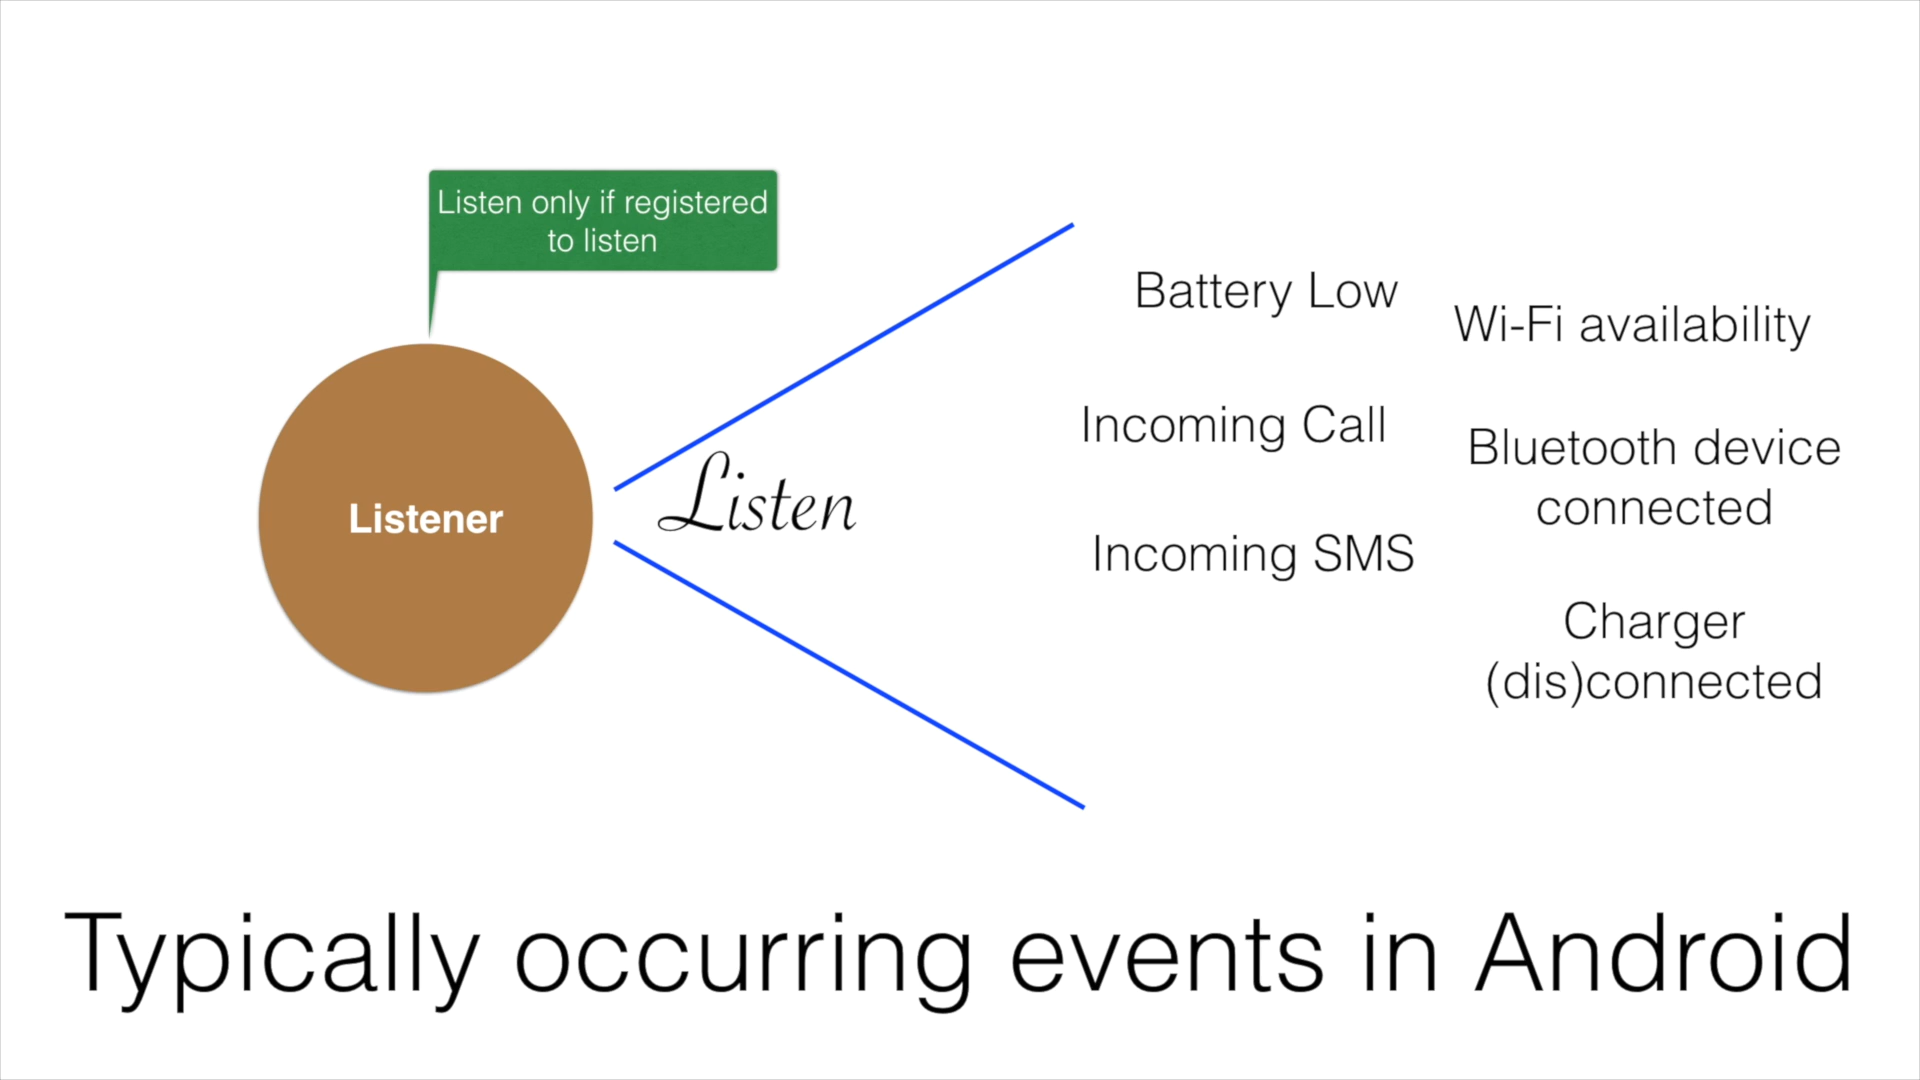 Listen only if registered
to listen
Listener
Listen
Battery Low
Wi-Fi availability
Incoming Call
Bluetooth device
connected
Incoming SMS
Charger
(dis)connected
Typically occurring events in Android